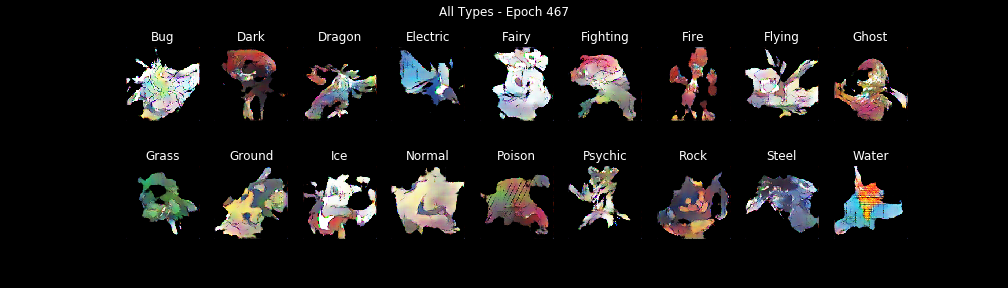 All Types - Epoch 467
Bug Dark Dragon Electric Fairy Fighting Fire Flying Ghost
Grass Ground Ice Normal Poison Psychic Rock Steel Water